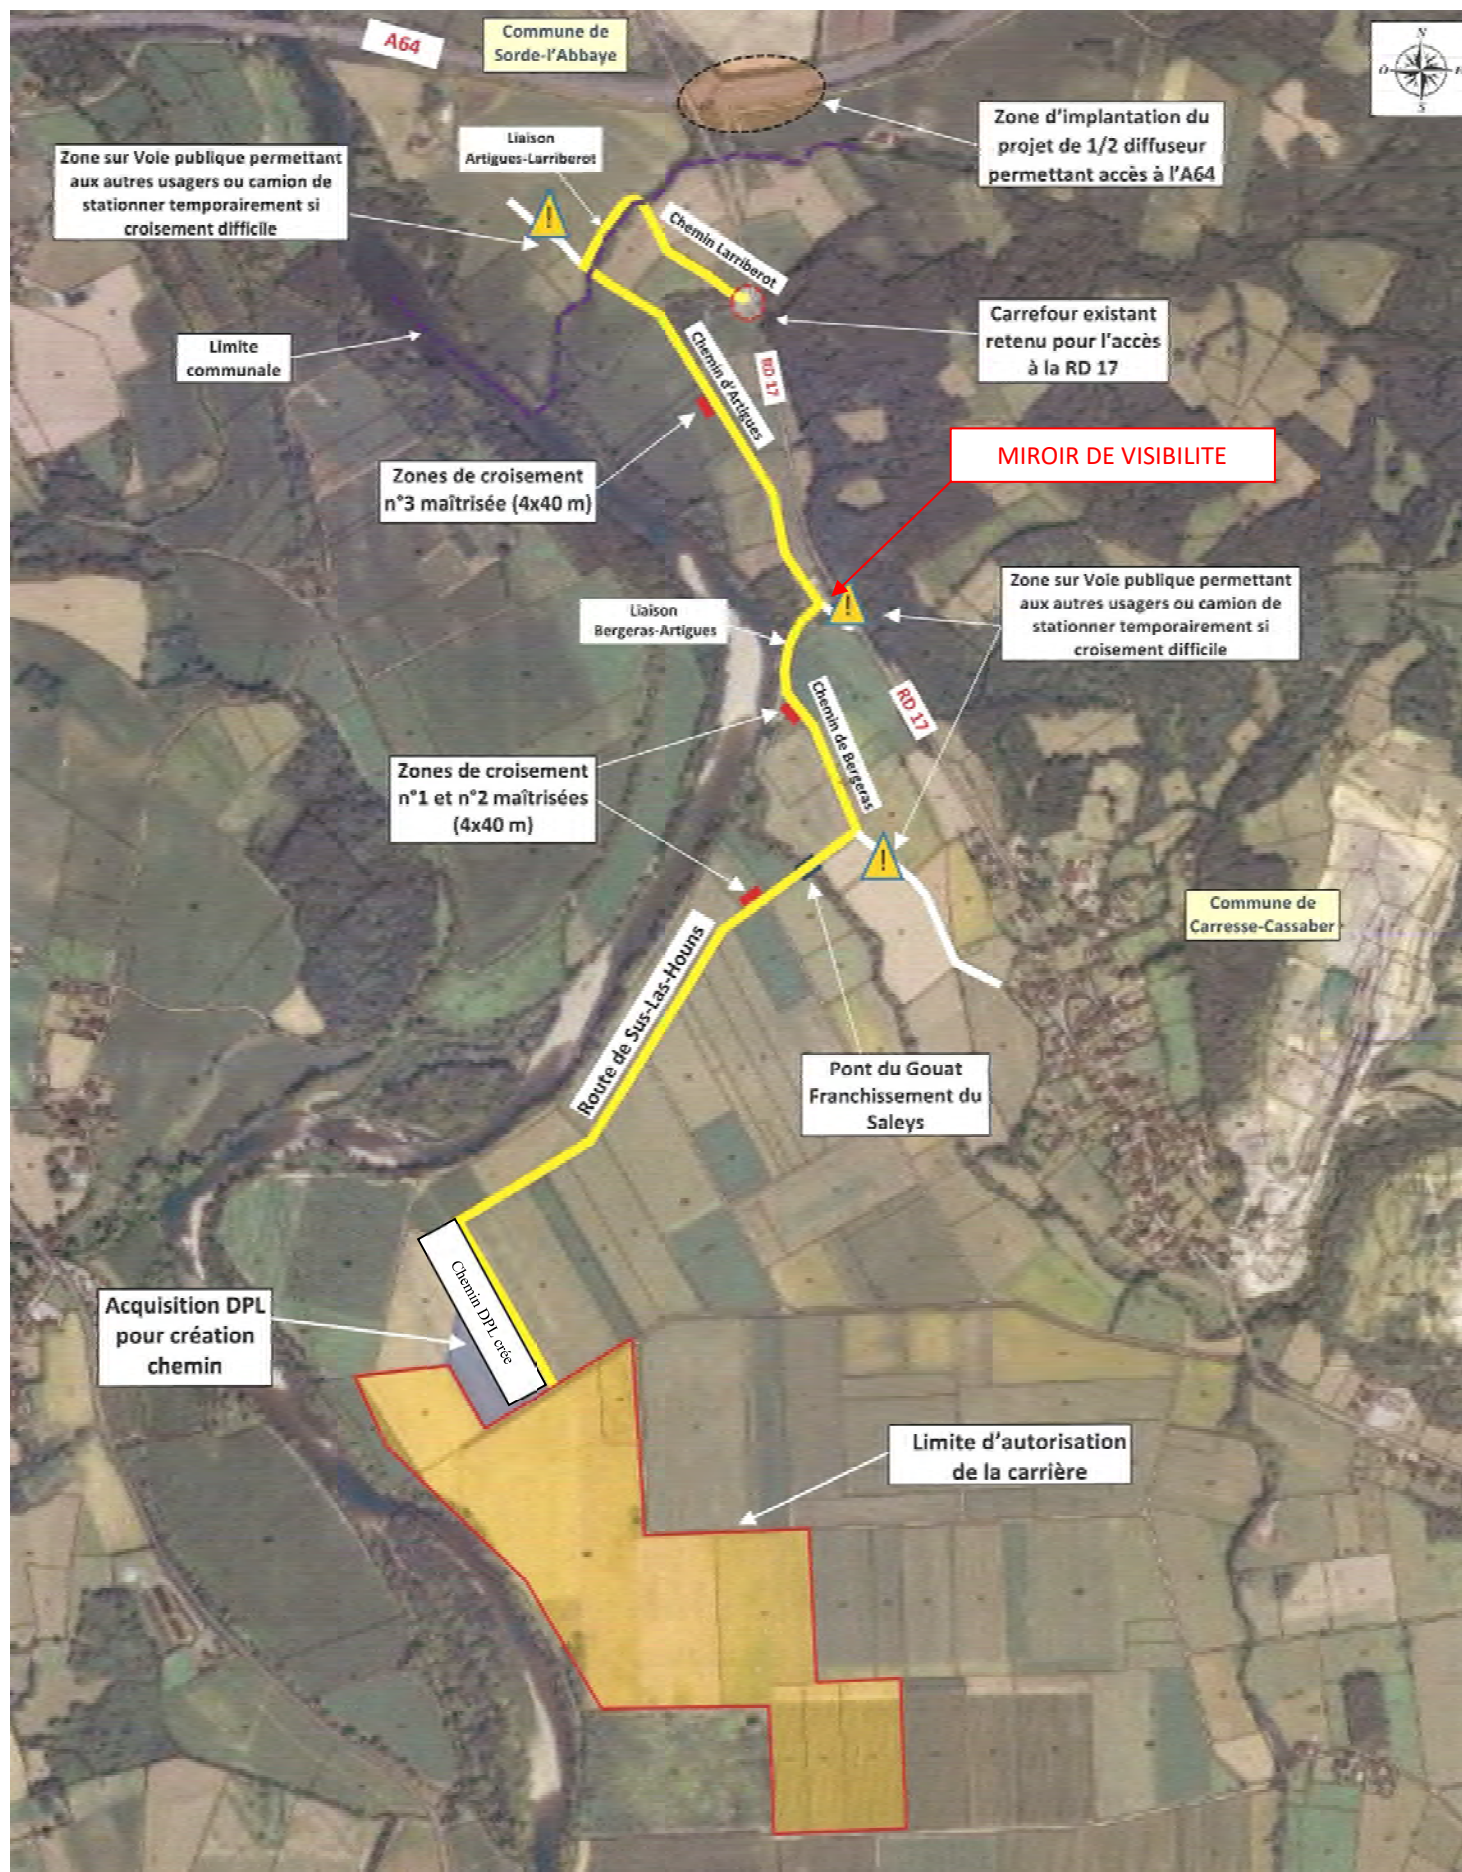 A64
Commune de
Sorde-l'Abbaye
N
O
E
S
Zone d'implantation du
projet de 1/2 diffuseur
permettant accès à l'A64
Liaison
Artigues-Larriberot
Zone sur Voie publique permettant
aux autres usagers ou camion de
stationner temporairement si
croisement difficile
Chemin Larriberot
Limite
communale
Carrefour existant
retenu pour l'accès
à la RD 17
Chemin d'Artigues
RD 17
MIROIR DE VISIBILITE
Zones de croisement
n°3 maîtrisée (4x40 m)
Zone sur Voie publique permettant
aux autres usagers ou camion de
stationner temporairement si
croisement difficile
Liaison
Bergeras-Artigues
RD 17
Chemin de Bergeras
Zones de croisement
n°1 et n°2 maîtrisées
(4x40 m)
Commune de
Carresse-Cassaber
Route de Sus-Las-Houns
Pont du Gouat
Franchissement du
Saleys
Chemin DPL crée
Acquisition DPL
pour création
chemin
Limite d'autorisation
de la carrière